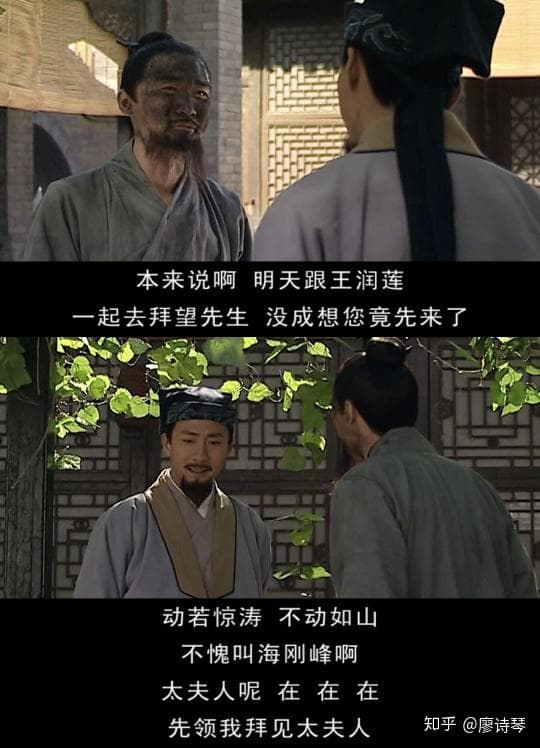 本来说啊 明天跟王润莲
一起去拜望先生 没成想您竟先来了
动若惊涛 不动如山
不愧叫海刚峰啊
太夫人呢 在 在 在
先领我拜见太夫人
知乎 @廖诗琴